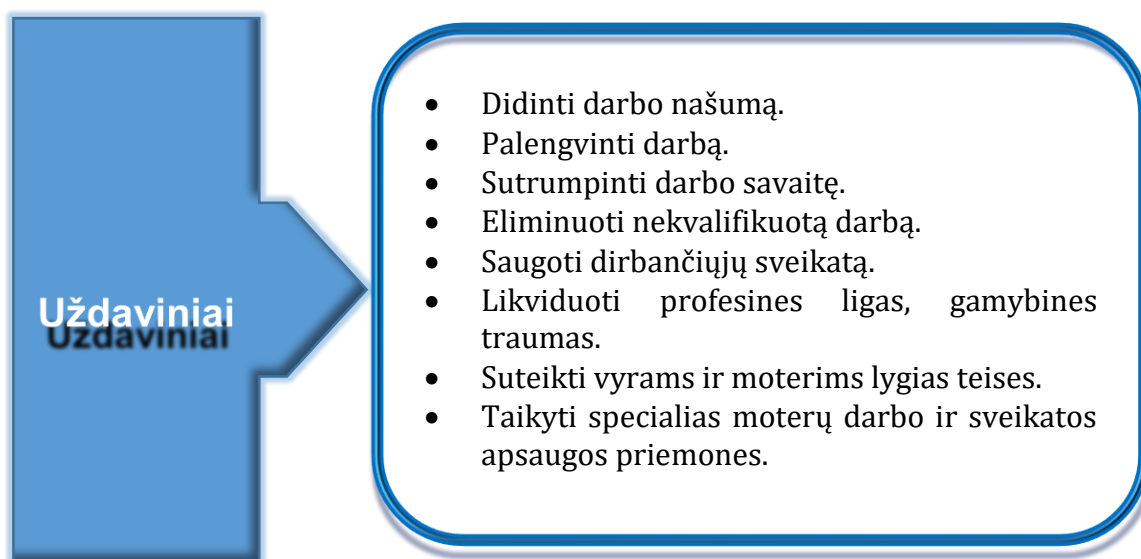 Uždaviniai
• Didinti darbo našumą.
• Palengvinti darbą.
• Sutrumpinti darbo savaitę.
• Eliminuoti nekvalifikuotą darbą.
• Saugoti dirbančiųjų sveikatą.
• Likviduoti profesines ligas, gamybines
traumas.
• Suteikti vyrams ir moterims lygias teises.
• Taikyti specialias moterų darbo ir sveikatos
apsaugos priemones.